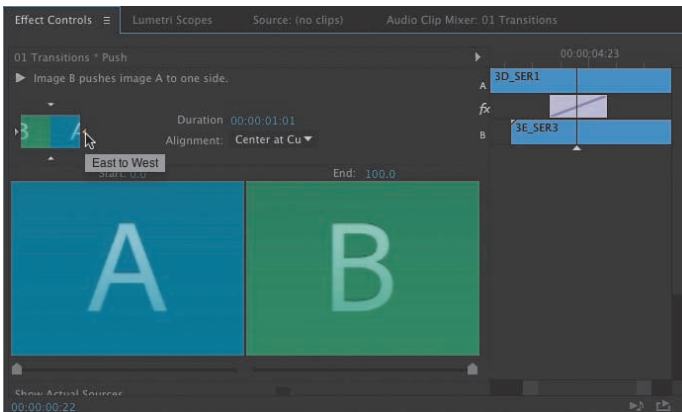 Effect Controls ≡ Lumetri Scopes Source: (no clips) Audio Clip Mixer: 01 Transitions
01 Transitions * Push
Image B pushes image A to one side.
B A
Duration 00:00:01:01
Alignment: Center at Cu
East to West
Start: 0.0 End: 100.0
A B
Show Actual Sources
00:00:00:22
00:00:04:23
A 3D_SER1
fx
B 3E_SER3